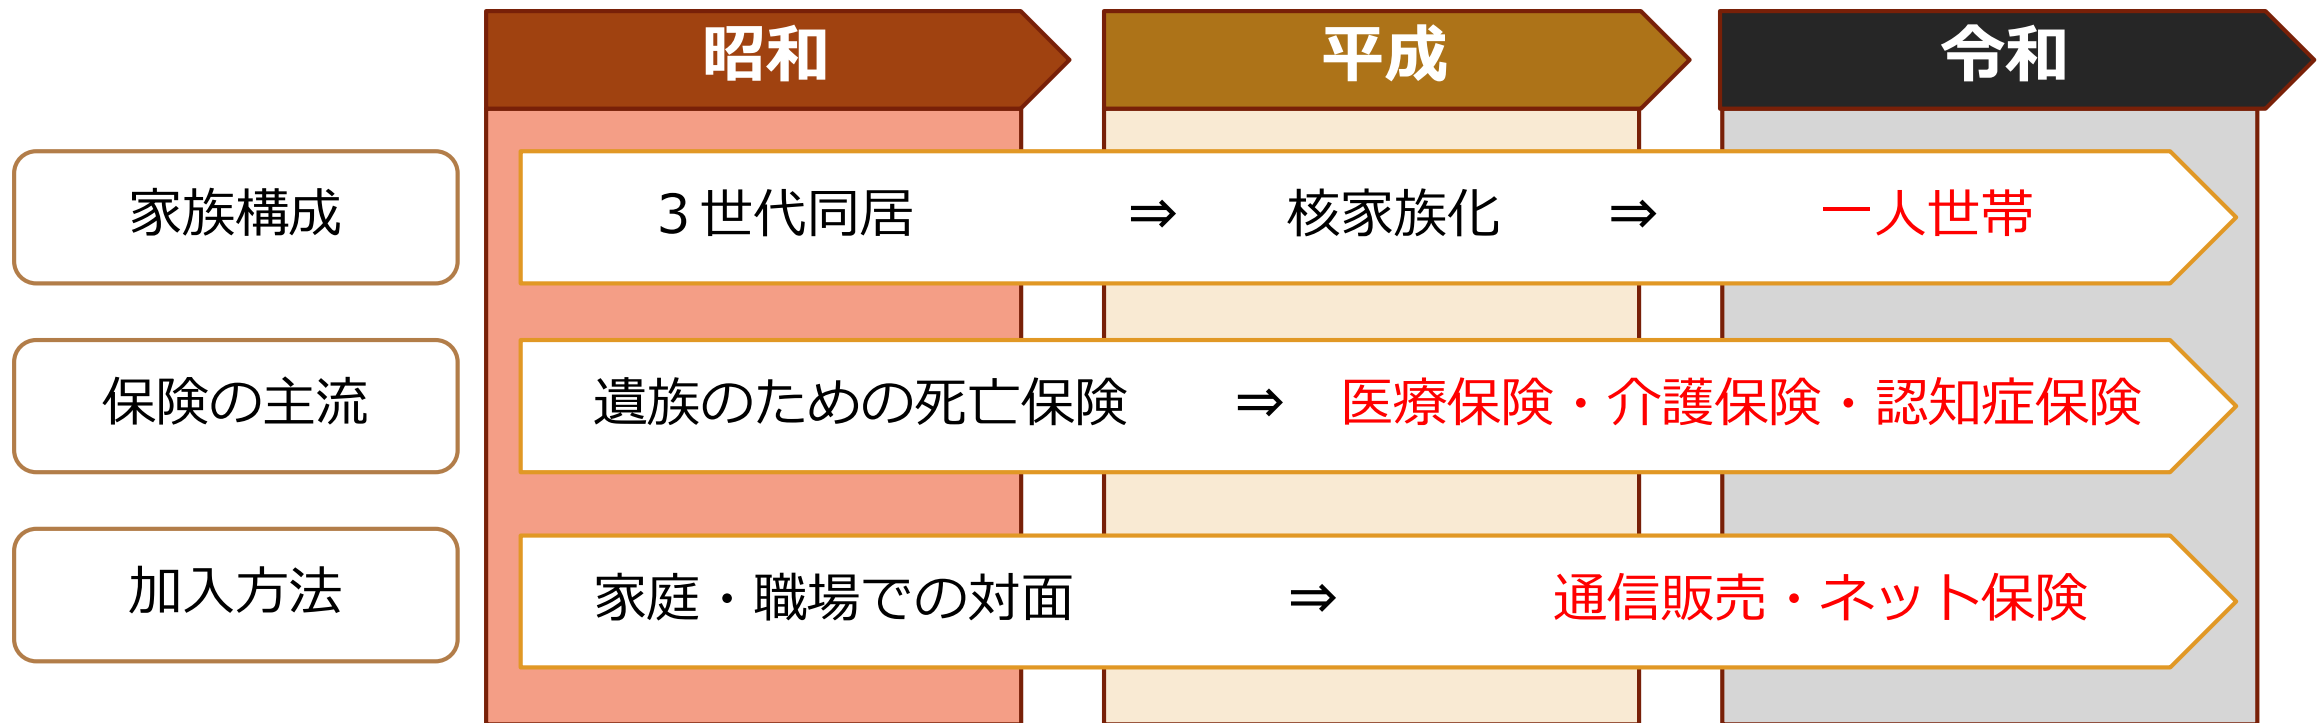 昭和 平成 令和
家族構成 3世代同居 ⇒ 核家族化 ⇒ 一人世帯
保険の主流 遺族のための死亡保険 ⇒ 医療保険・介護保険・認知症保険
加入方法 家庭・職場での対面 ⇒ 通信販売・ネット保険